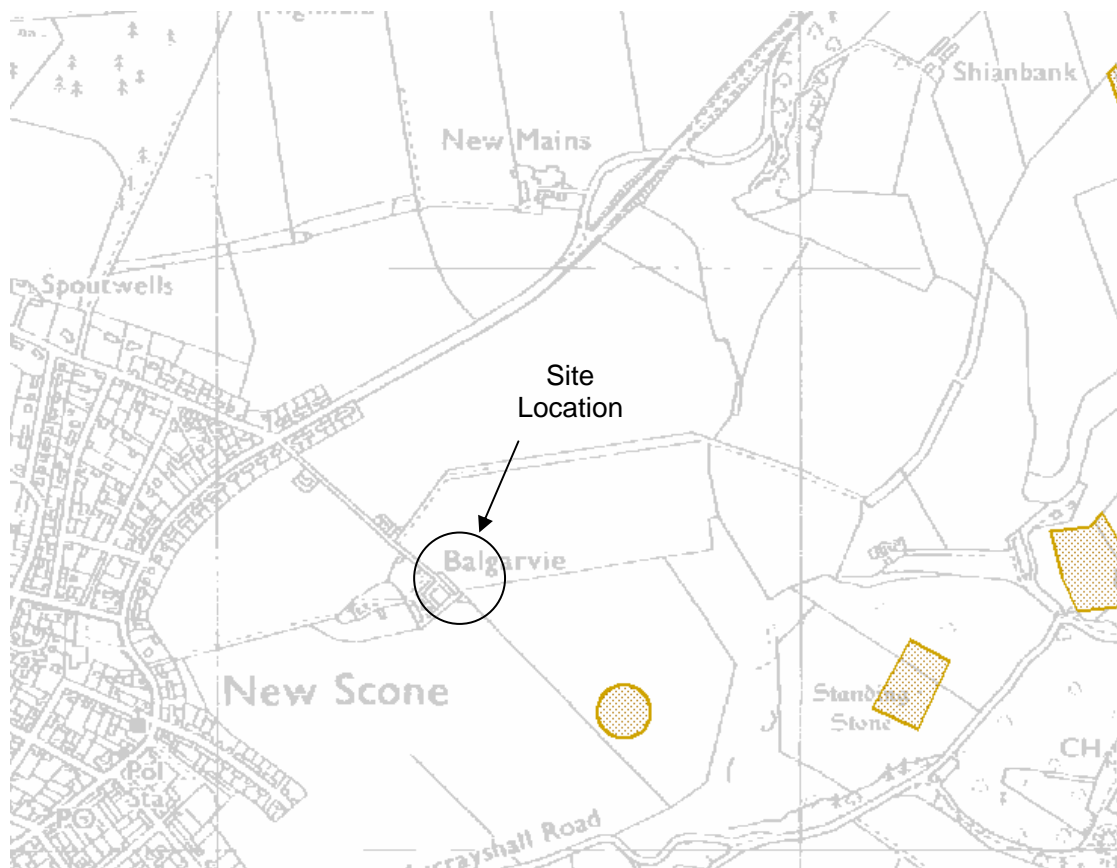 Shianbank
New Mains
Spoutwells
Site
Location
Balgarvie
New Scone
Standing
Stone
CH
Pol
Sta
PO
Road